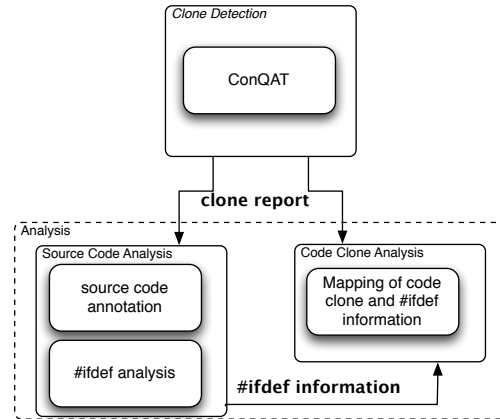 Clone Detection
ConQAT
clone report
Analysis
Source Code Analysis
source code
annotation
#ifdef analysis
Code Clone Analysis
Mapping of code
clone and #ifdef
information
#ifdef information